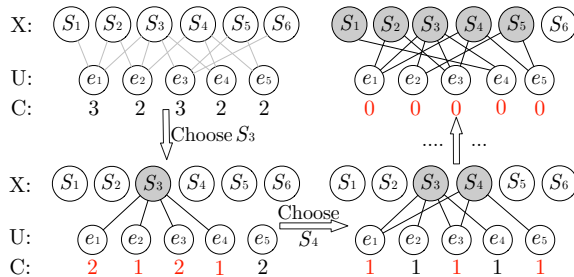 X: S1 S2 S3 S4 S5 S6
U: e1 e2 e3 e4 e5
C: 3 2 3 2 2
S1 S2 S3 S4 S5 S6
e1 e2 e3 e4 e5
0 0 0 0 0
Choose S3
.... ...
X: S1 S2 S3 S4 S5 S6
U: e1 e2 e3 e4 e5
C: 2 1 2 1 2
Choose
S4
S1 S2 S3 S4 S5 S6
e1 e2 e3 e4 e5
1 1 1 1 1